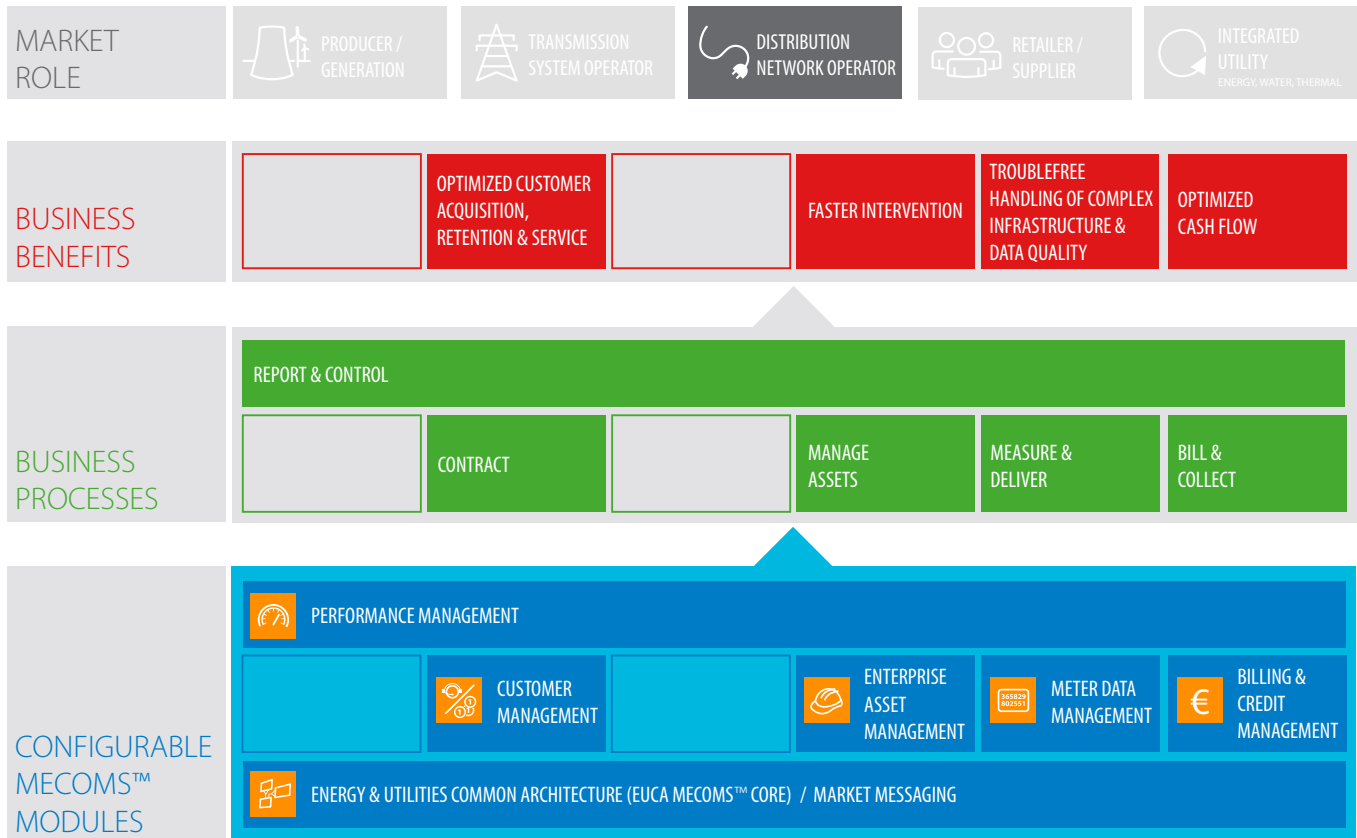 MARKET
ROLE
PRODUCER /
GENERATION
TRANSMISSION
SYSTEM OPERATOR
DISTRIBUTION
NETWORK OPERATOR
RETAILER /
SUPPLIER
INTEGRATED
UTILITY
ENERGY, WATER, THERMAL
BUSINESS
BENEFITS
OPTIMIZED CUSTOMER
ACQUISITION,
RETENTION & SERVICE
FASTER INTERVENTION
TROUBLEFREE
HANDLING OF COMPLEX
INFRASTRUCTURE &
DATA QUALITY
OPTIMIZED
CASH FLOW
BUSINESS
PROCESSES
REPORT & CONTROL
CONTRACT
MANAGE
ASSETS
MEASURE &
DELIVER
BILL &
COLLECT
CONFIGURABLE
MECOMS™
MODULES
PERFORMANCE MANAGEMENT
CUSTOMER
MANAGEMENT
ENTERPRISE
ASSET
MANAGEMENT
365829
802551
METER DATA
MANAGEMENT
€
BILLING &
CREDIT
MANAGEMENT
ENERGY & UTILITIES COMMON ARCHITECTURE (EUCA MECOMS™ CORE) / MARKET MESSAGING